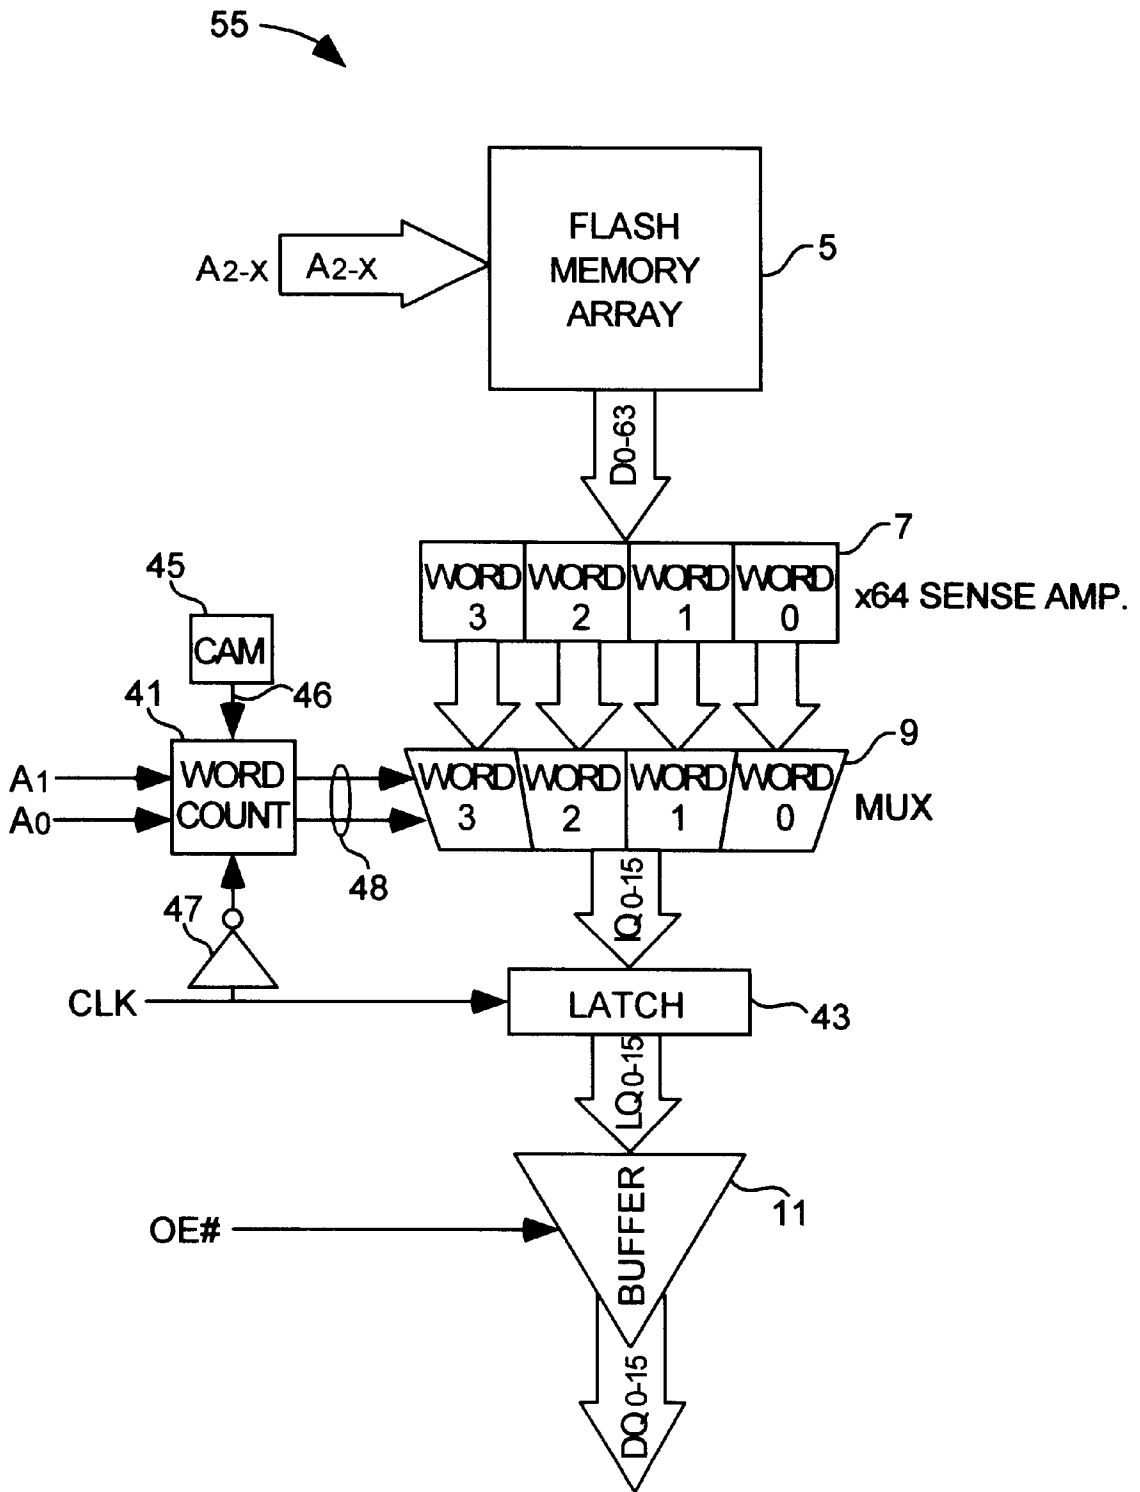 55
FLASH
MEMORY
ARRAY
5
A2-X
A2-X
D0-63
7
WORD 3
WORD 2
WORD 1
WORD 0
x64 SENSE AMP.
45
CAM
46
41
WORD
COUNT
A1
A0
48
9
WORD 3
WORD 2
WORD 1
WORD 0
MUX
47
IQ0-15
CLK
LATCH
43
LQ0-15
OE#
BUFFER
11
DQ0-15